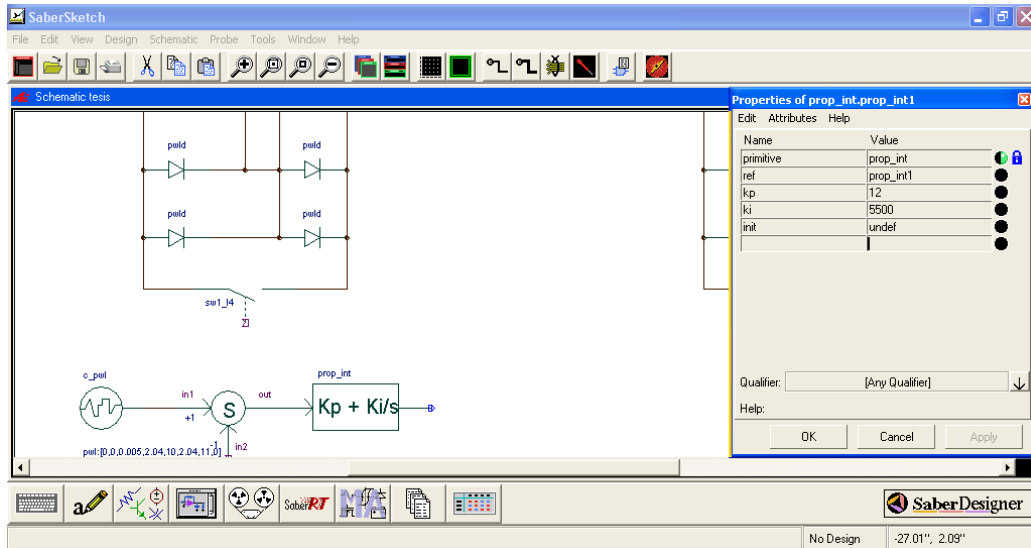 SaberSketch
File Edit View Design Schematic Probe Tools Window Help
Schematic tesis
pwld
pwld
pwld
pwld
sw1_l4
c_pwl
in1
+1
S
out
-1
in2
pwl:[0,0,0.005,2.04,10,2.04,11,0]
prop_int
Kp + Ki/s
Properties of prop_int.prop_int1
Edit Attributes Help
Name Value
primitive prop_int
ref prop_int1
kp 12
ki 5500
init undef
Qualifier: [Any Qualifier]
Help:
OK Cancel Apply
a
SaberRT
MA
SaberDesigner
No Design -27.01", 2.09"